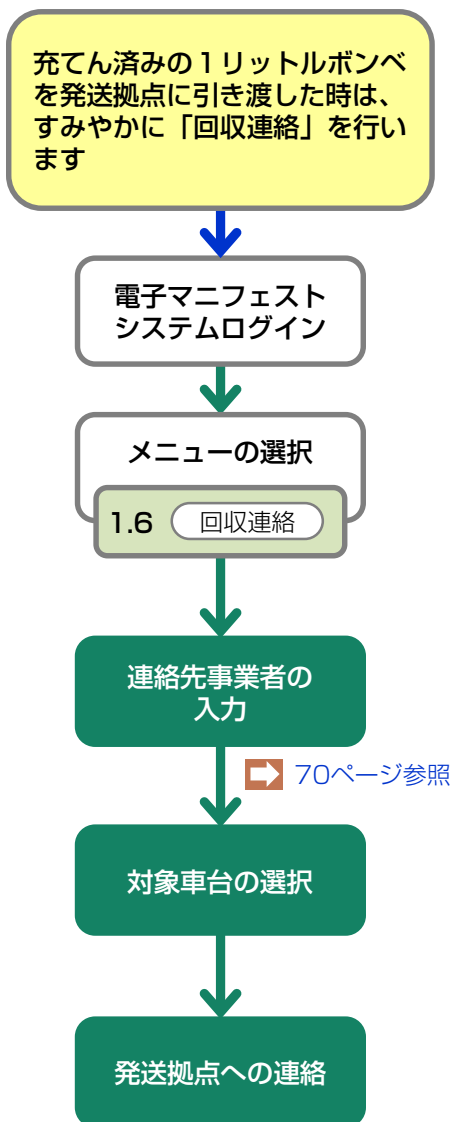 充てん済みの１リットルボンベ
を発送拠点に引き渡した時は、
すみやかに「回収連絡」を行い
ます
電子マニフェスト
システムログイン
メニューの選択
1.6 回収連絡
連絡先事業者の
入力
70ページ参照
対象車台の選択
発送拠点への連絡